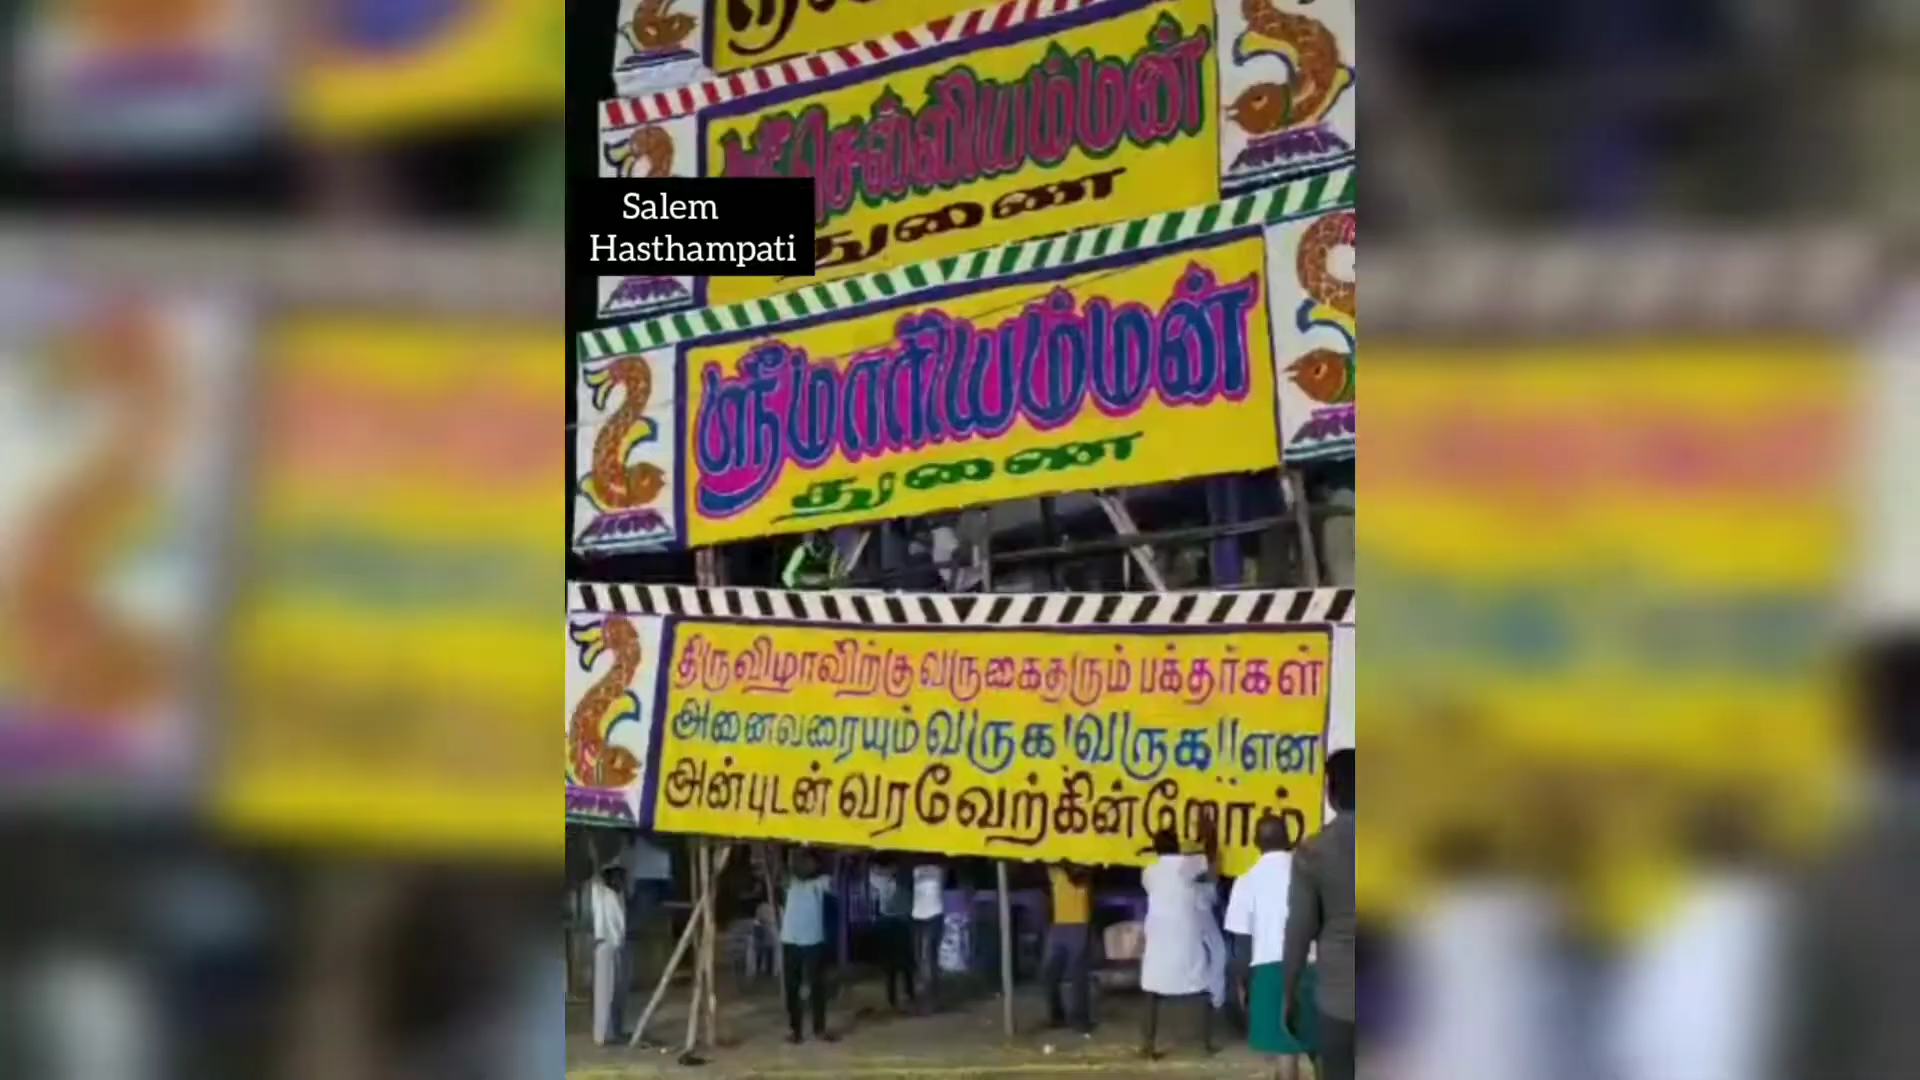 ஸ்ரீசெல்லியம்மன்
துணை
Salem
Hasthampati
ஸ்ரீமாரியம்மன்
துணை
திருவிழாவிற்கு வருகைதரும் பக்தர்கள்
அனைவரையும் வருக! வருக!! என
அன்புடன் வரவேற்கின்றோம்